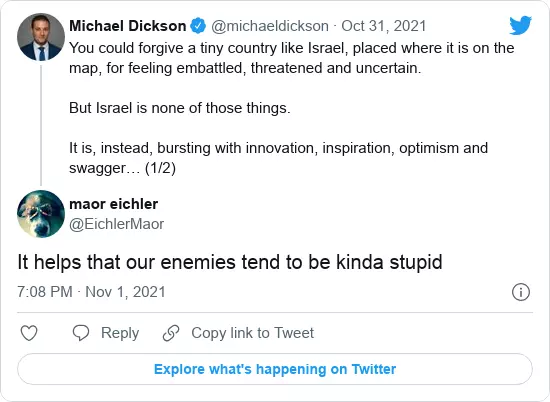 Michael Dickson @michaeldickson · Oct 31, 2021
You could forgive a tiny country like Israel, placed where it is on the
map, for feeling embattled, threatened and uncertain.
But Israel is none of those things.
It is, instead, bursting with innovation, inspiration, optimism and
swagger… (1/2)
maor eichler
@EichlerMaor
It helps that our enemies tend to be kinda stupid
7:08 PM · Nov 1, 2021
Reply Copy link to Tweet
Explore what's happening on Twitter